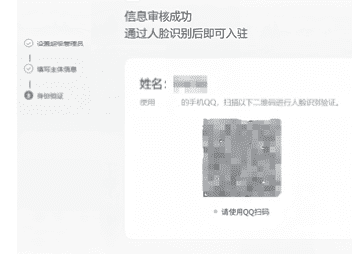 信息审核成功
通过人脸识别后即可入驻
设置超级管理员
填写主体信息
身份验证
姓名：
使用 的手机QQ，扫描以下二维码进行人脸识别验证。
请使用QQ扫码